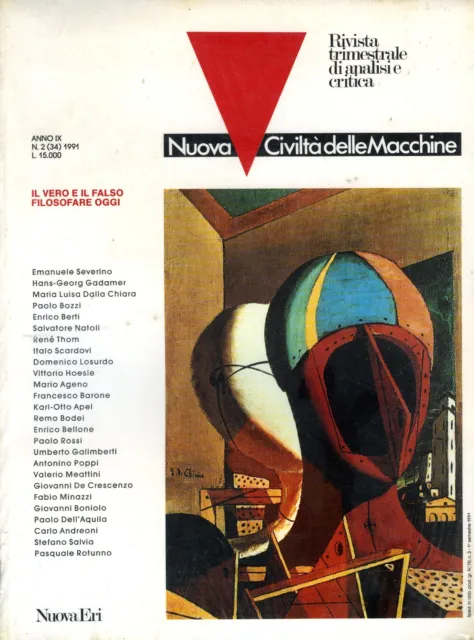 Rivista
trimestrale
di analisi e
critica
ANNO IX
N. 2 (34) 1991
L. 15.000
Nuova Civiltà delle Macchine
IL VERO E IL FALSO
FILOSOFARE OGGI
Emanuele Severino
Hans-Georg Gadamer
Maria Luisa Dalla Chiara
Paolo Bozzi
Enrico Berti
Salvatore Natoli
René Thom
Italo Scardovi
Domenico Losurdo
Vittorio Hoesle
Mario Ageno
Francesco Barone
Karl-Otto Apel
Remo Bodei
Enrico Bellone
Paolo Rossi
Umberto Galimberti
Antonino Poppi
Valerio Meattini
Giovanni De Crescenzo
Fabio Minazzi
Giovanni Boniolo
Paolo Dell'Aquila
Carlo Andreoni
Stefano Salvia
Pasquale Rotunno
Nuova Eri